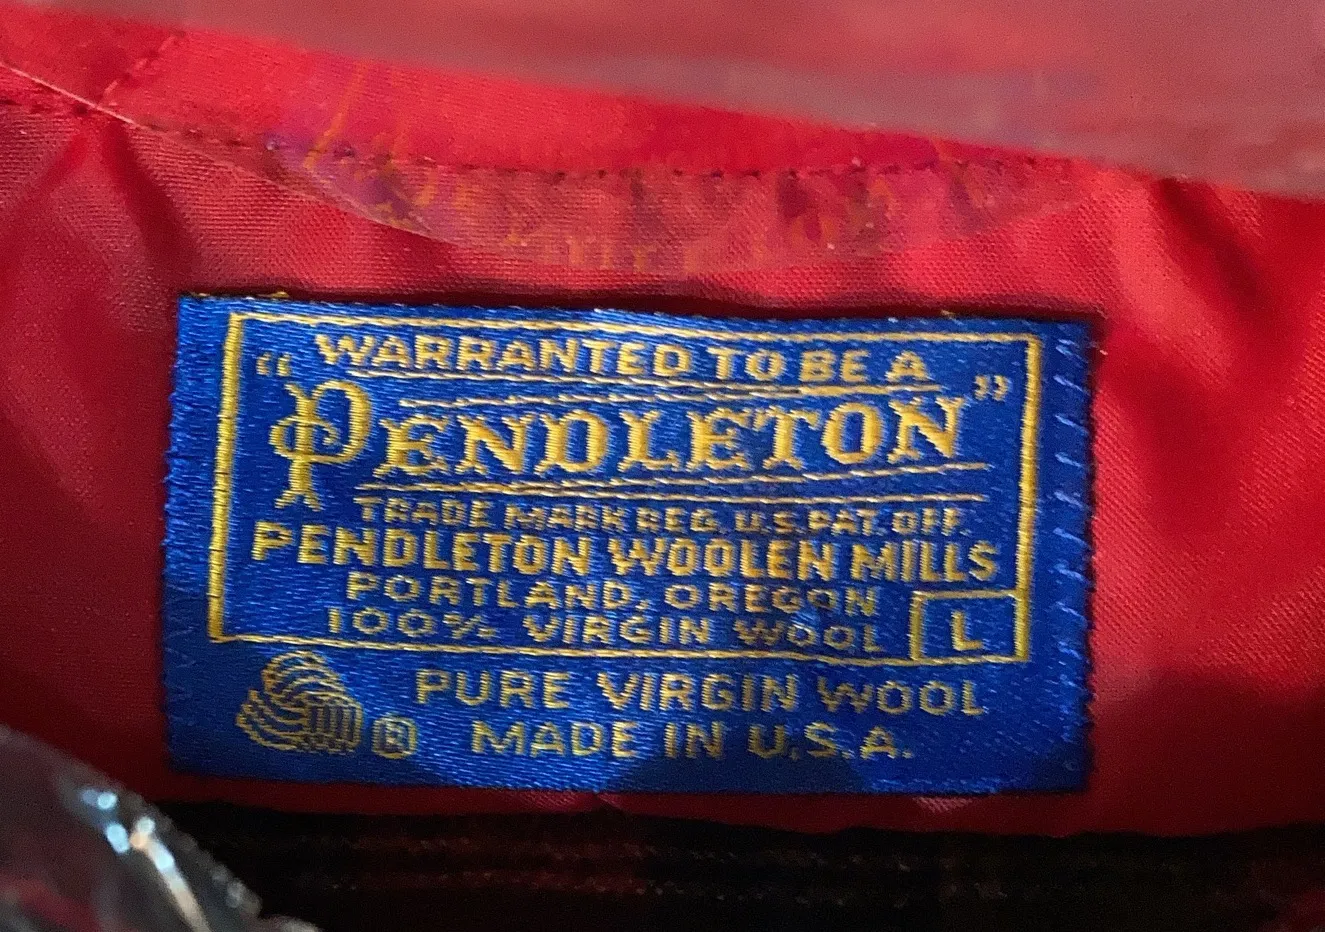 WARRANTED TO BE A
"PENDLETON"
TRADE MARK REG. U.S. PAT. OFF.
PENDLETON WOOLEN MILLS
PORTLAND, OREGON
100% VIRGIN WOOL
L
PURE VIRGIN WOOL
® MADE IN U.S.A.